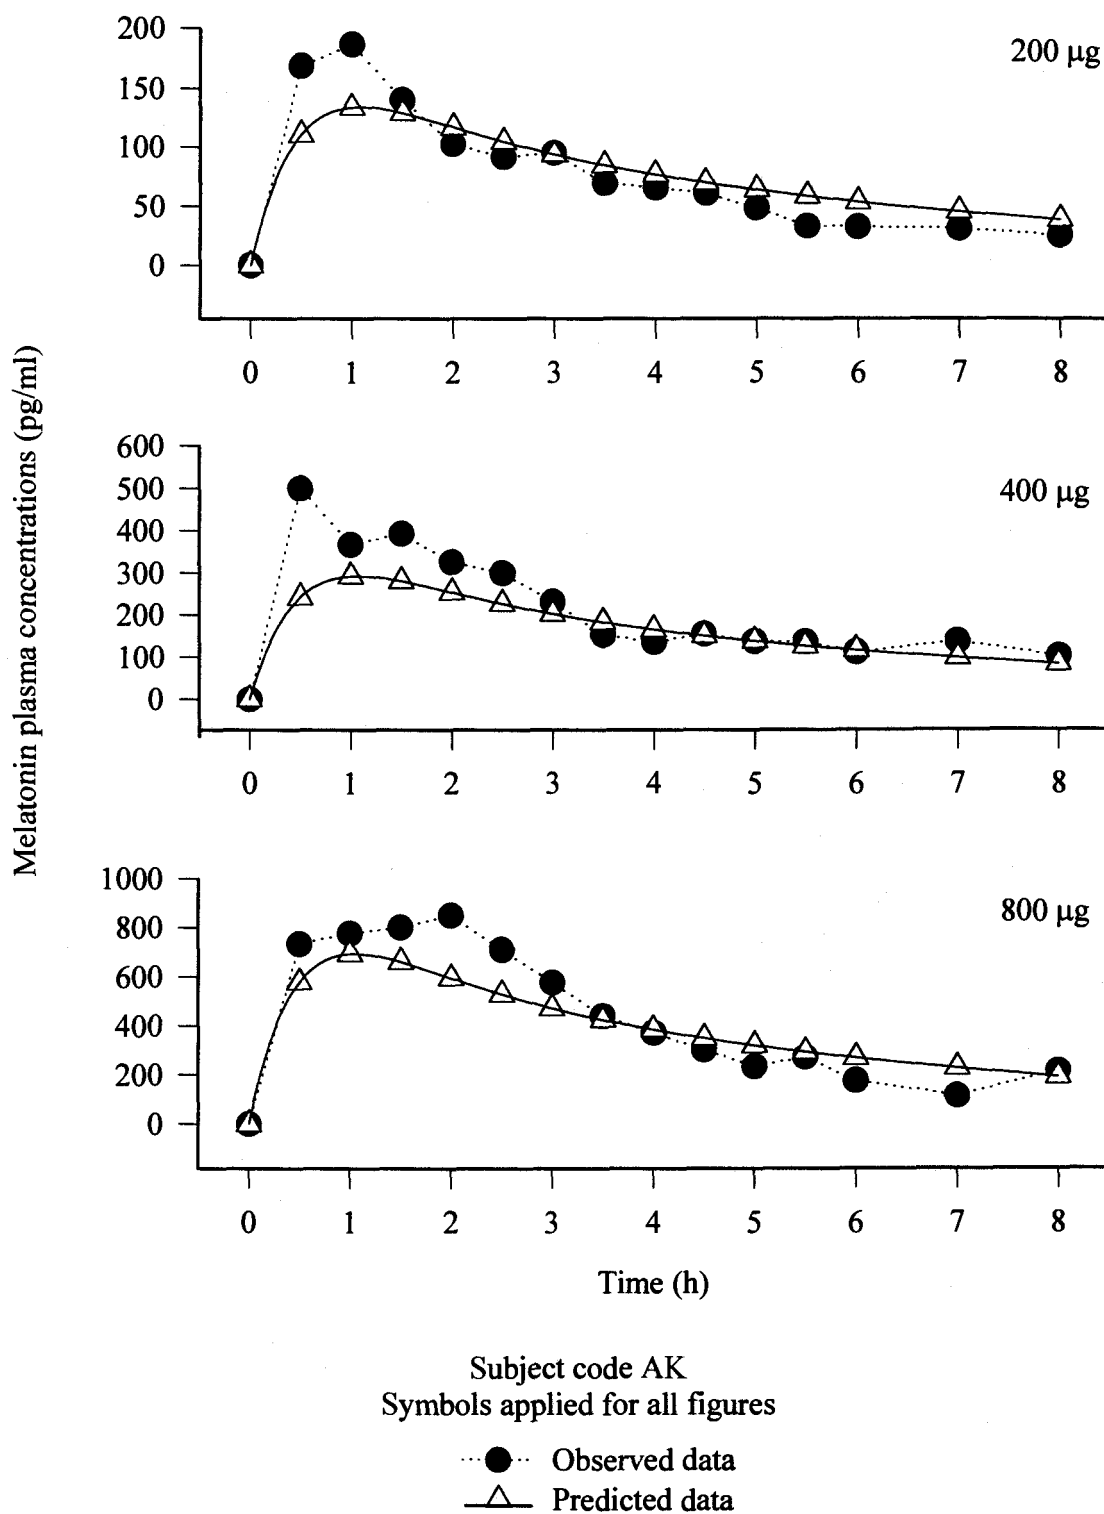 Melatonin plasma concentrations (pg/ml)
200 µg
200
150
100
50
0
0 1 2 3 4 5 6 7 8
400 µg
600
500
400
300
200
100
0
0 1 2 3 4 5 6 7 8
800 µg
1000
800
600
400
200
0
0 1 2 3 4 5 6 7 8
Time (h)
Subject code AK
Symbols applied for all figures
Observed data
Predicted data